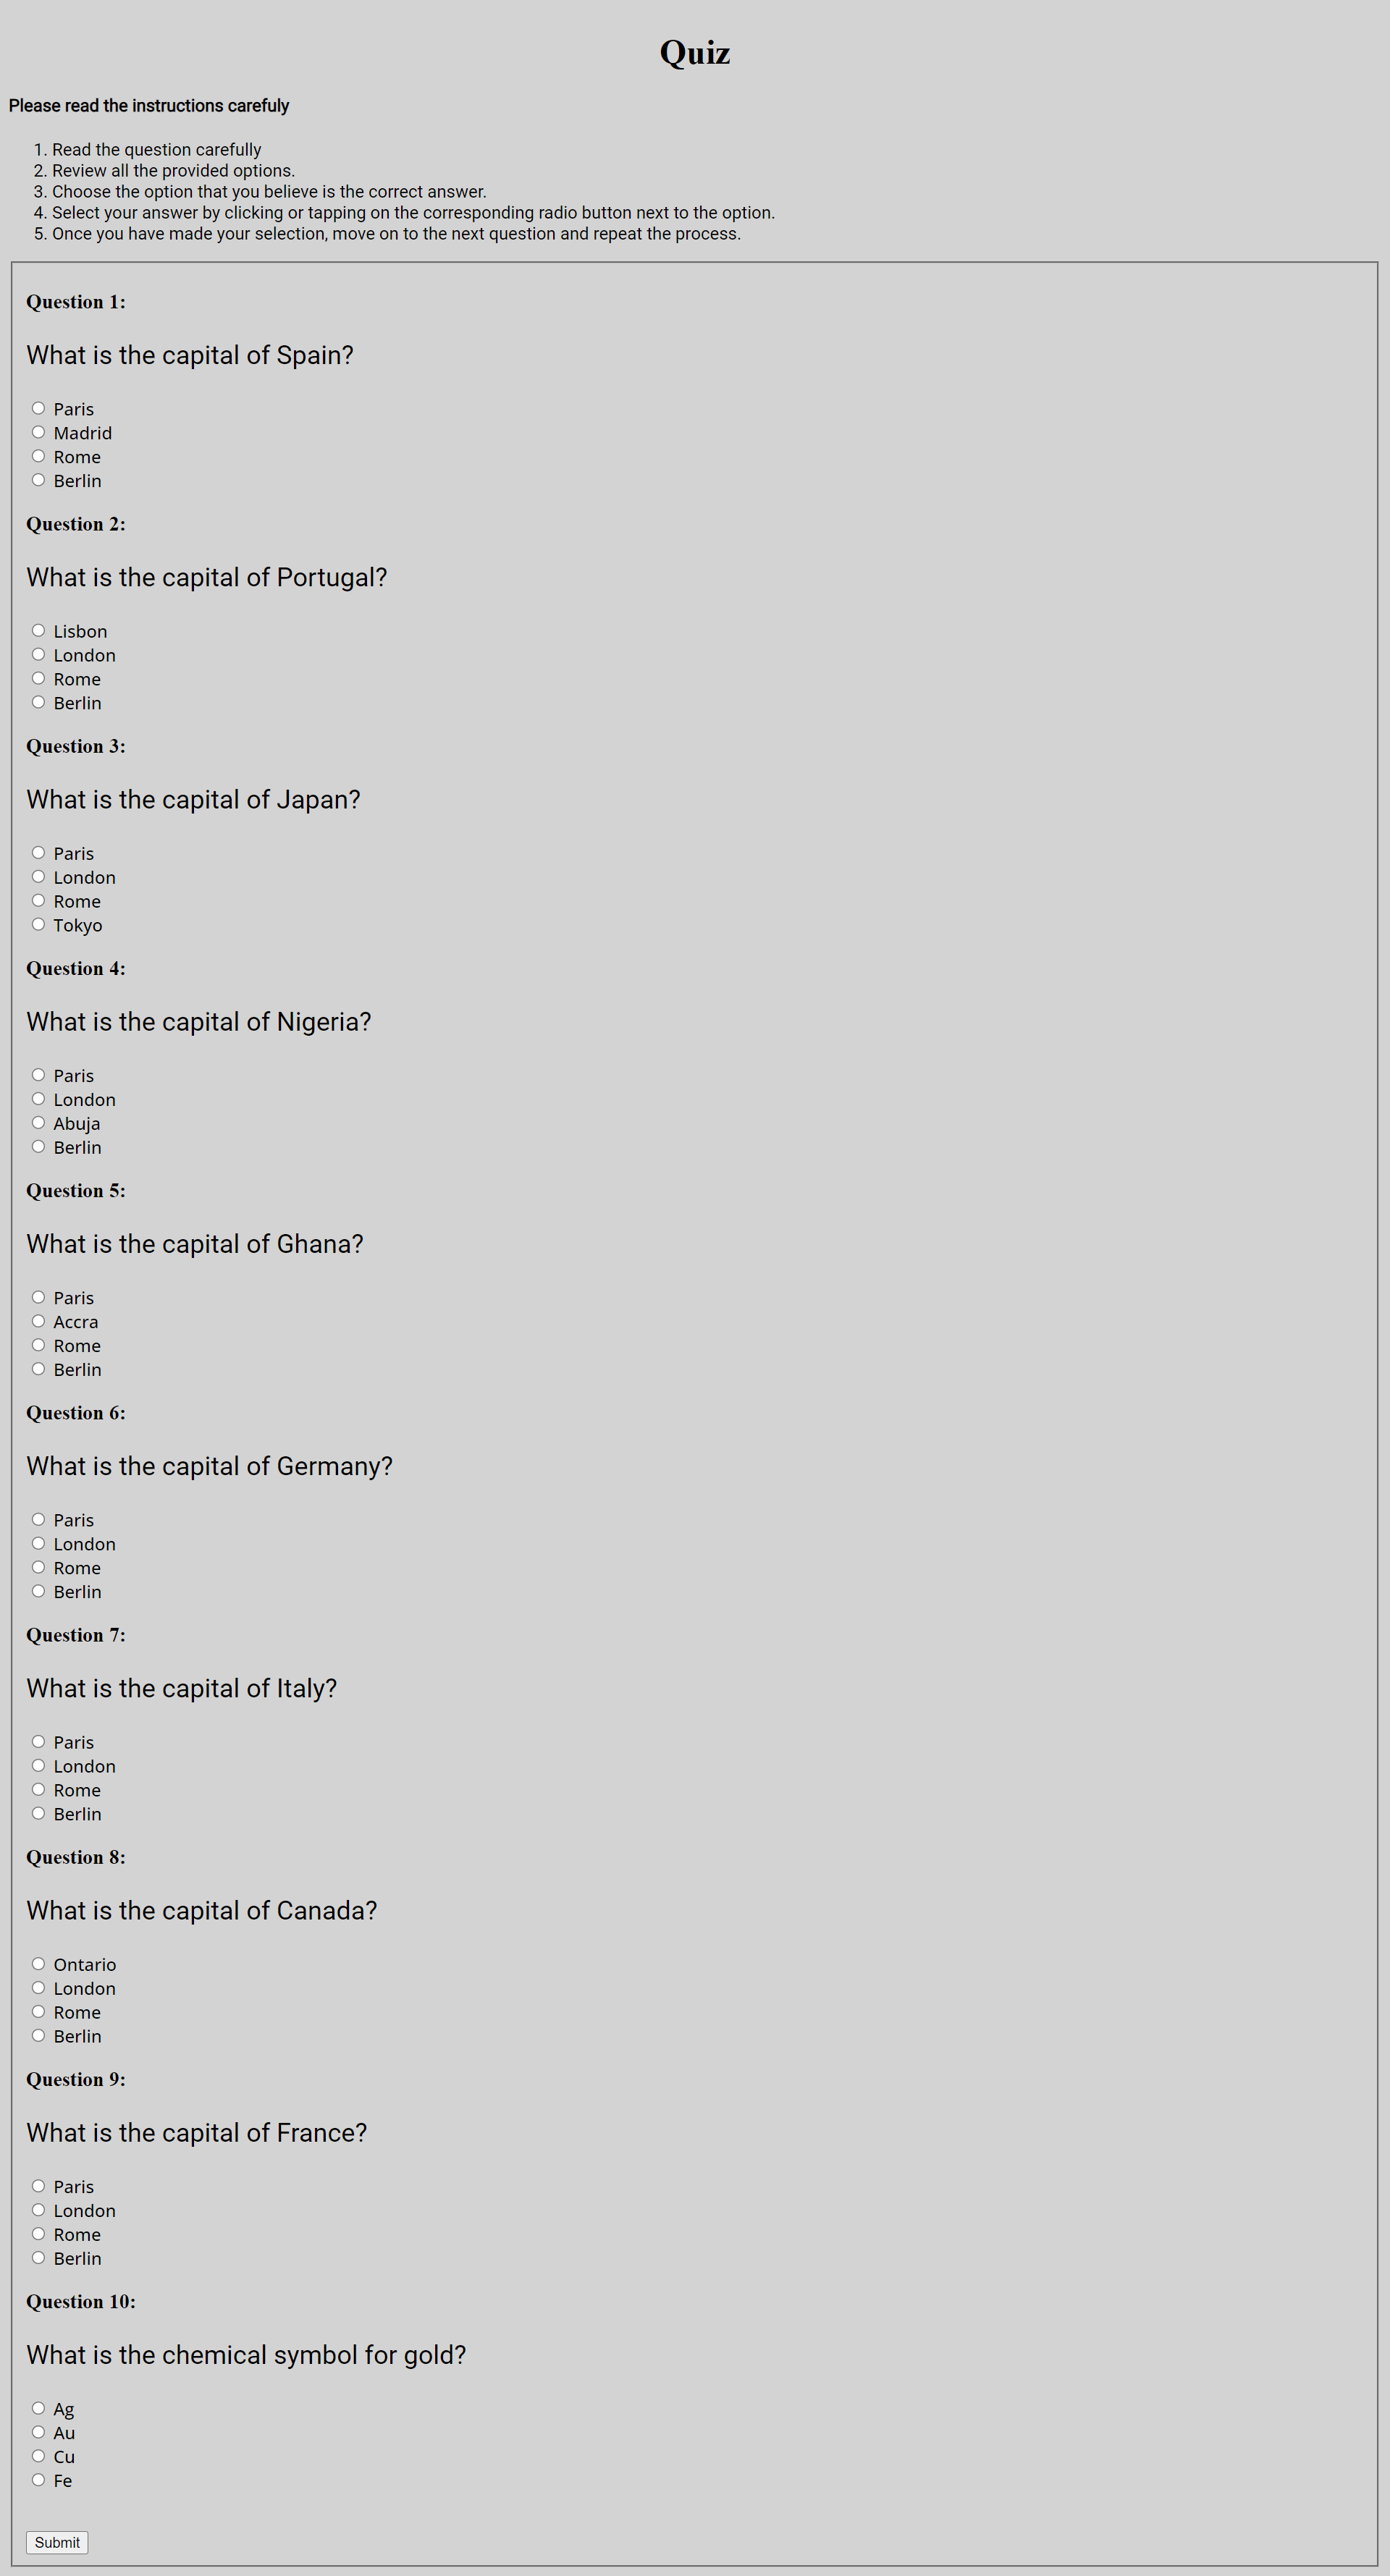 Quiz
Please read the instructions carefuly
1. Read the question carefully
2. Review all the provided options.
3. Choose the option that you believe is the correct answer.
4. Select your answer by clicking or tapping on the corresponding radio button next to the option.
5. Once you have made your selection, move on to the next question and repeat the process.
Question 1:
What is the capital of Spain?
Paris
Madrid
Rome
Berlin
Question 2:
What is the capital of Portugal?
Lisbon
London
Rome
Berlin
Question 3:
What is the capital of Japan?
Paris
London
Rome
Tokyo
Question 4:
What is the capital of Nigeria?
Paris
London
Abuja
Berlin
Question 5:
What is the capital of Ghana?
Paris
Accra
Rome
Berlin
Question 6:
What is the capital of Germany?
Paris
London
Rome
Berlin
Question 7:
What is the capital of Italy?
Paris
London
Rome
Berlin
Question 8:
What is the capital of Canada?
Ontario
London
Rome
Berlin
Question 9:
What is the capital of France?
Paris
London
Rome
Berlin
Question 10:
What is the chemical symbol for gold?
Ag
Au
Cu
Fe
Submit